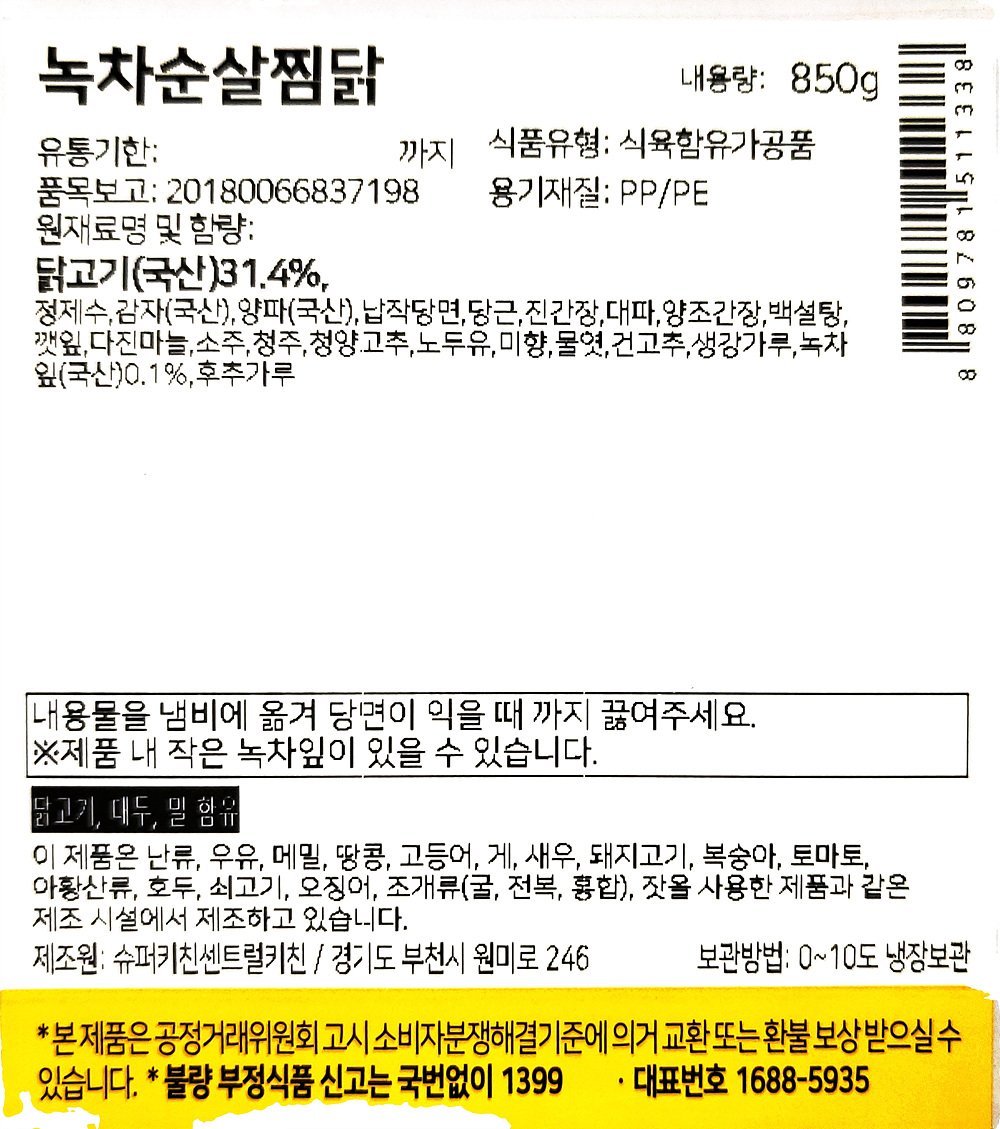 녹차순살찜닭
내용량: 850g
유통기한: 까지
식품유형: 식육함유가공품
품목보고: 20180066837198
용기재질: PP/PE
원재료명 및 함량:
닭고기(국산)31.4%,
정제수,감자(국산),양파(국산),납작당면,당근,진간장,대파,양조간장,백설탕,
깻잎,다진마늘,소주,청주,청양고추,노두유,미향,물엿,건고추,생강가루,녹차
잎(국산)0.1%,후추가루
8809781511338
내용물을 냄비에 옮겨 당면이 익을 때 까지 끓여주세요.
※제품 내 작은 녹차잎이 있을 수 있습니다.
닭고기, 대두, 밀 함유
이 제품은 난류, 우유, 메밀, 땅콩, 고등어, 게, 새우, 돼지고기, 복숭아, 토마토,
아황산류, 호두, 쇠고기, 오징어, 조개류(굴, 전복, 홍합), 잣올 사용한 제품과 같은
제조 시설에서 제조하고 있습니다.
제조원: 슈퍼키친센트럴키친 / 경기도 부천시 원미로 246
보관방법: 0~10도 냉장보관
*본 제품은 공정거래위원회 고시 소비자분쟁해결기준에 의거 교환 또는 환불 보상 받으실 수
있습니다. *불량 부정식품 신고는 국번없이 1399 · 대표번호 1688-5935